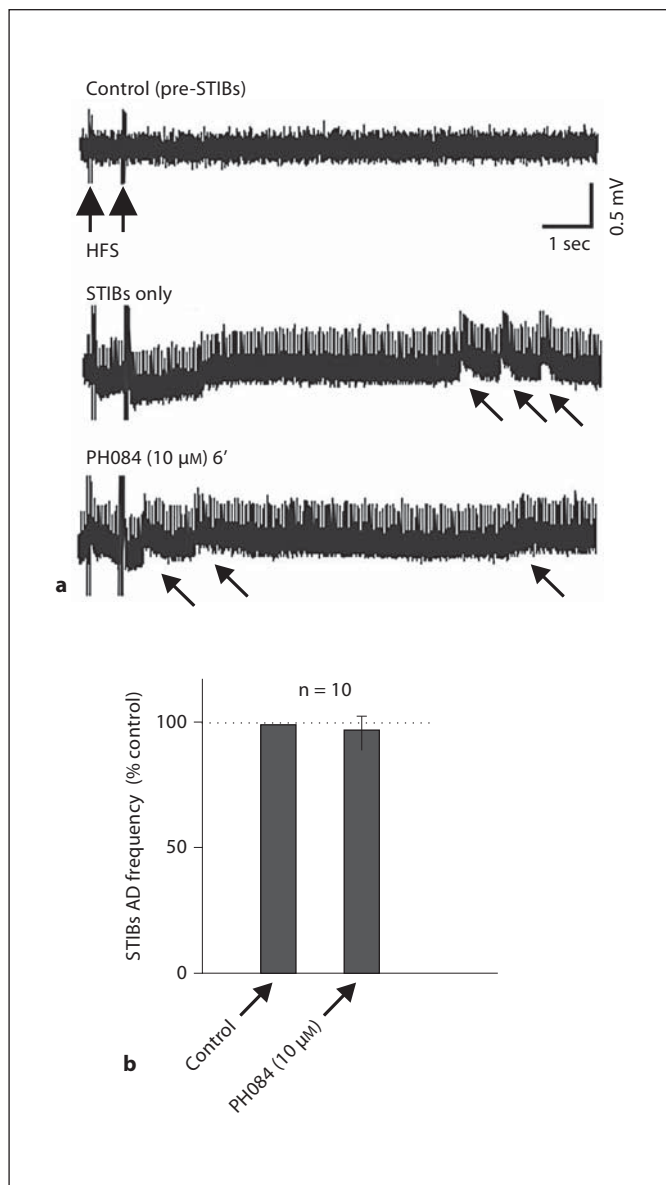 Control (pre-STIBs)
HFS
0.5 mV
1 sec
STIBs only
PH084 (10 μM) 6′
a
n = 10
STIBs AD frequency (% control)
100
50
0
Control
PH084 (10 μM)
b